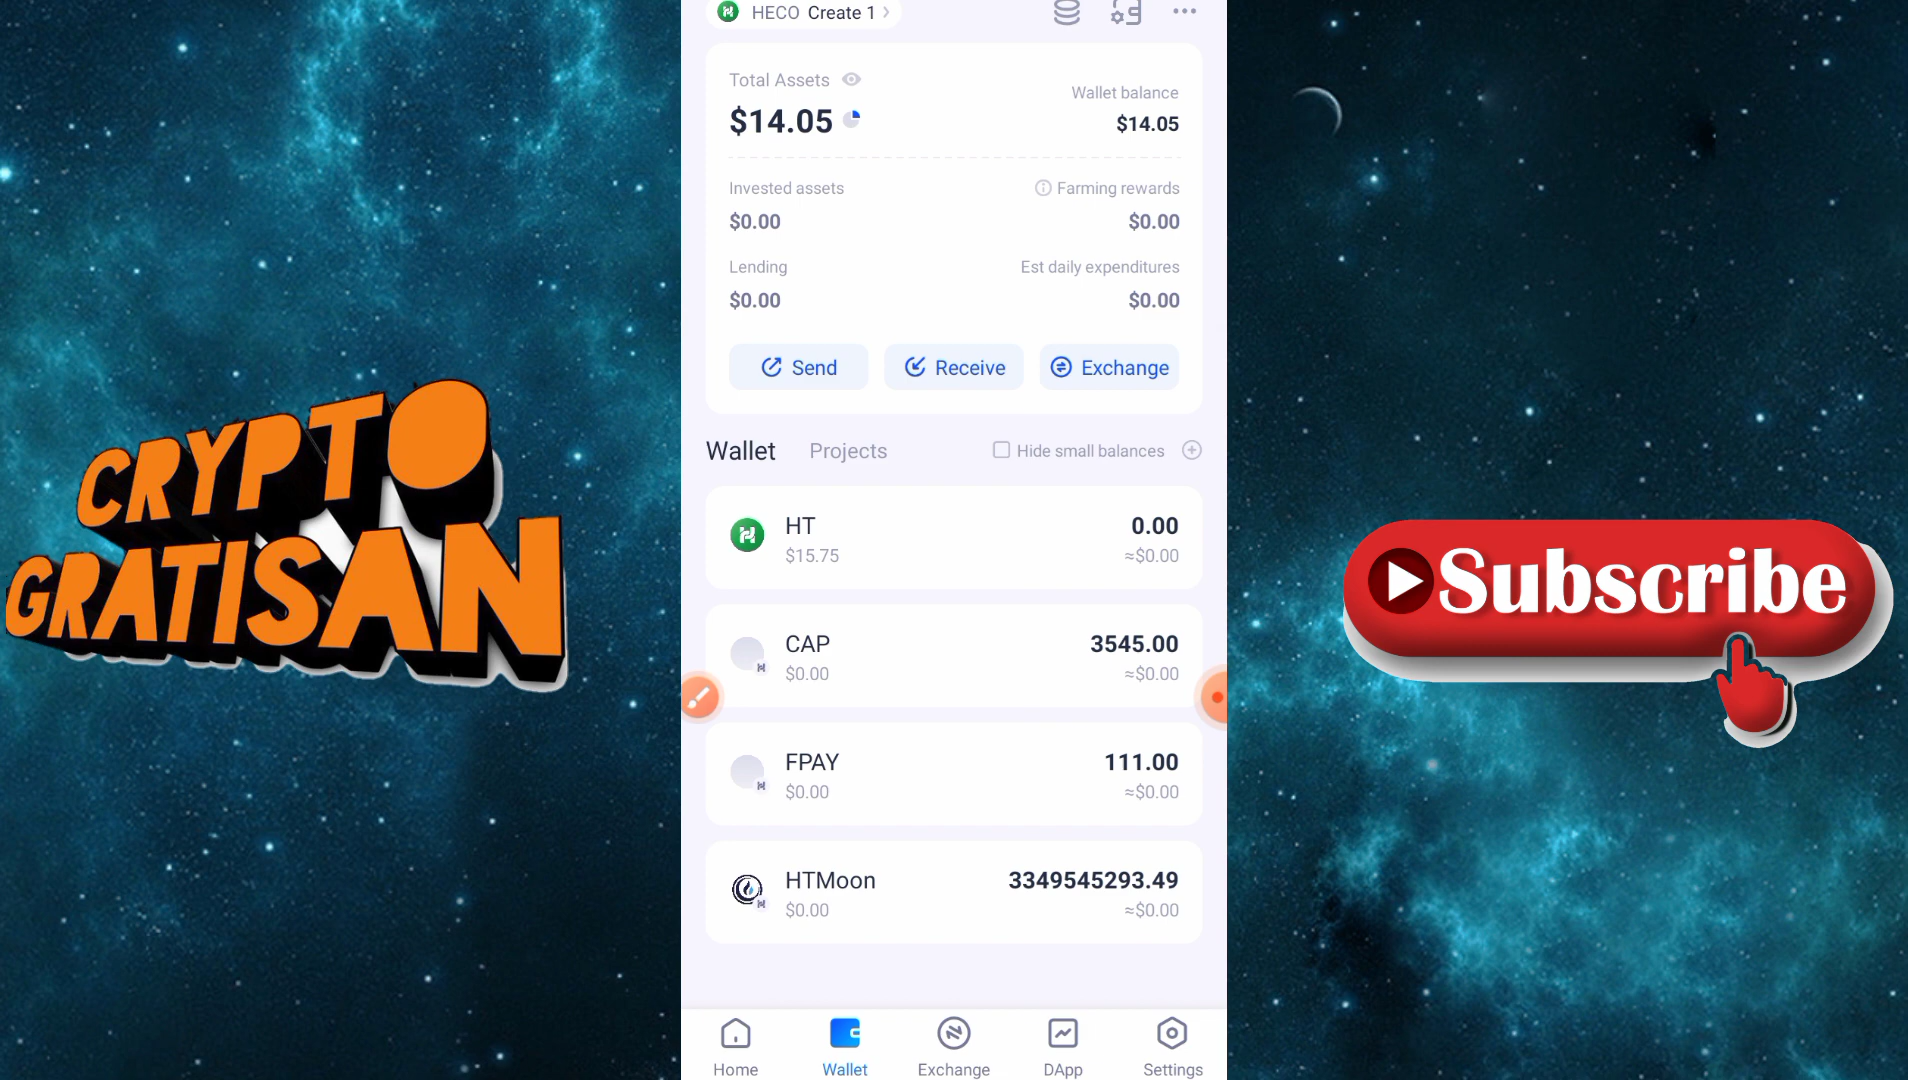 HECO Create 1
Total Assets
$14.05
Wallet balance
$14.05
Invested assets
$0.00
Farming rewards
$0.00
Lending
$0.00
Est daily expenditures
$0.00
Send
Receive
Exchange
Wallet
Projects
Hide small balances
HT
$15.75
0.00
≈$0.00
CAP
$0.00
3545.00
≈$0.00
FPAY
$0.00
111.00
≈$0.00
HTMoon
$0.00
3349545293.49
≈$0.00
Home
Wallet
Exchange
DApp
Settings
CRYPTO
GRATISAN
Subscribe